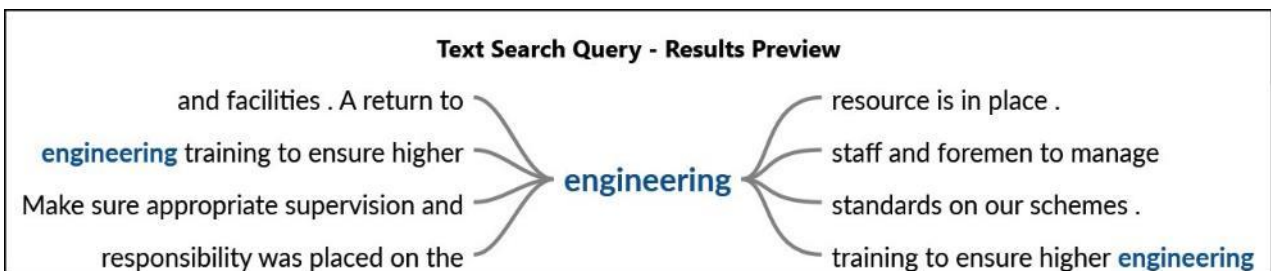 Text Search Query - Results Preview
and facilities . A return to
engineering training to ensure higher
Make sure appropriate supervision and
responsibility was placed on the
engineering
resource is in place .
staff and foremen to manage
standards on our schemes .
training to ensure higher engineering